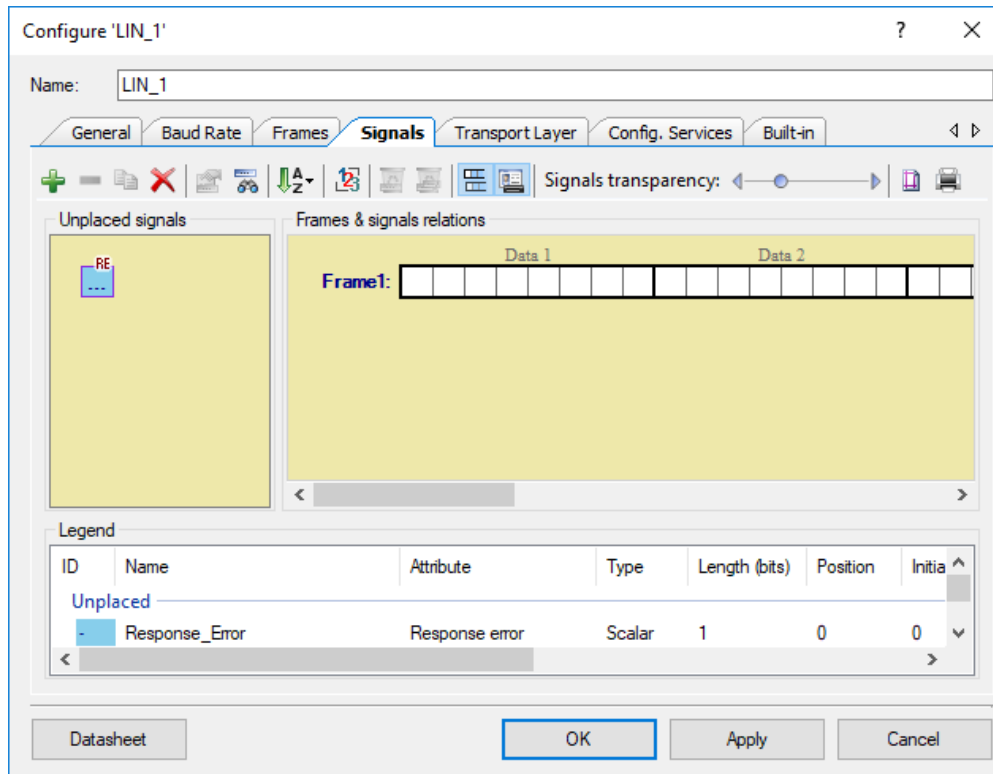 Configure 'LIN_1' ?
Name: LIN_1
General Baud Rate Frames Signals Transport Layer Config. Services Built-in
Signals transparency:
Unplaced signals Frames & signals relations
RE
---
Data 1 Data 2
Frame1:
Legend
ID Name Attribute Type Length (bits) Position Initia
Unplaced
- Response_Error Response error Scalar 1 0 0
Datasheet OK Apply Cancel